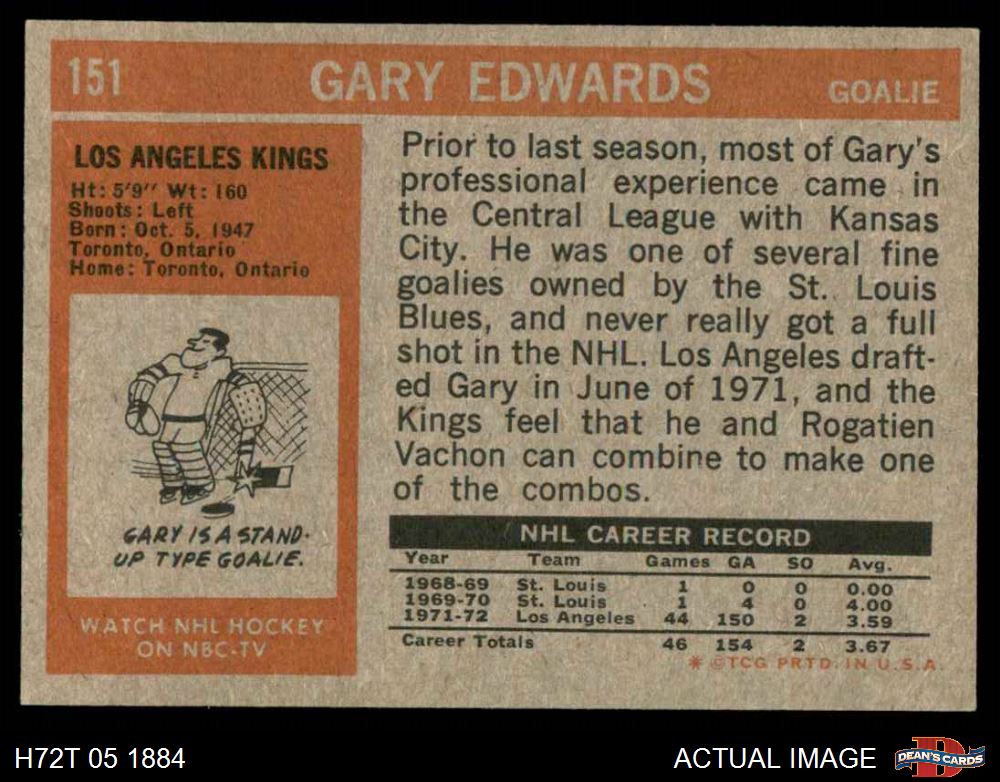 151 GARY EDWARDS GOALIE
LOS ANGELES KINGS
Ht: 5'9" Wt: 160
Shoots: Left
Born: Oct. 5, 1947
Toronto, Ontario
Home: Toronto, Ontario
GARY IS A STAND-
UP TYPE GOALIE.
WATCH NHL HOCKEY
ON NBC-TV
Prior to last season, most of Gary's
professional experience came in
the Central League with Kansas
City. He was one of several fine
goalies owned by the St. Louis
Blues, and never really got a full
shot in the NHL. Los Angeles draft-
ed Gary in June of 1971, and the
Kings feel that he and Rogatien
Vachon can combine to make one
of the combos.
NHL CAREER RECORD
Year Team Games GA SO Avg.
1968-69 St. Louis 1 0 0 0.00
1969-70 St. Louis 1 4 0 4.00
1971-72 Los Angeles 44 150 2 3.59
Career Totals 46 154 2 3.67
* ©TCG PRTD. IN U.S.A.
H72T 05 1884 ACTUAL IMAGE D DEAN'S CARDS